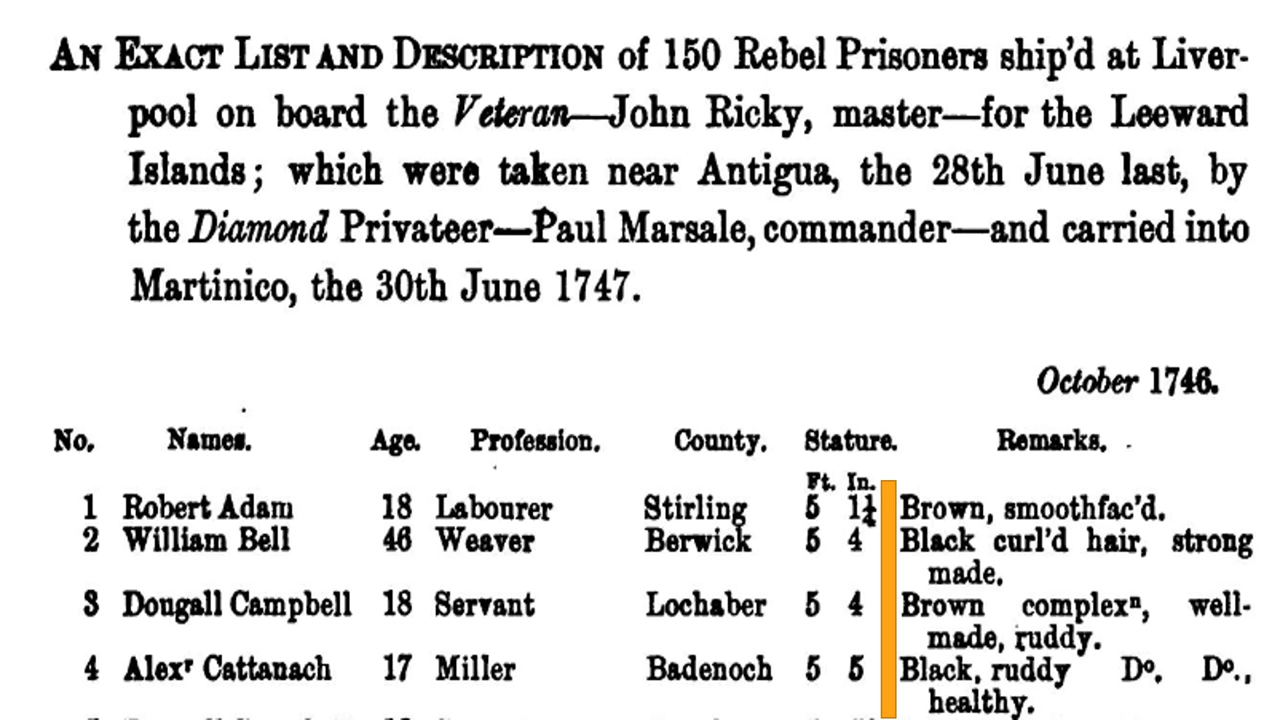 AN EXACT LIST AND DESCRIPTION of 150 Rebel Prisoners ship'd at Liver-
pool on board the Veteran—John Ricky, master—for the Leeward
Islands; which were taken near Antigua, the 28th June last, by
the Diamond Privateer—Paul Marsale, commander—and carried into
Martinico, the 30th June 1747.
October 1746.
No. Names. Age. Profession. County. Stature. Remarks.
Ft. In.
1 Robert Adam 18 Labourer Stirling 5 1½ Brown, smoothfac'd.
2 William Bell 46 Weaver Berwick 5 4 Black curl'd hair, strong
made.
3 Dougall Campbell 18 Servant Lochaber 5 4 Brown complexⁿ, well-
made, ruddy.
4 Alexʳ Cattanach 17 Miller Badenoch 5 5 Black, ruddy Dº. Dº.,
healthy.